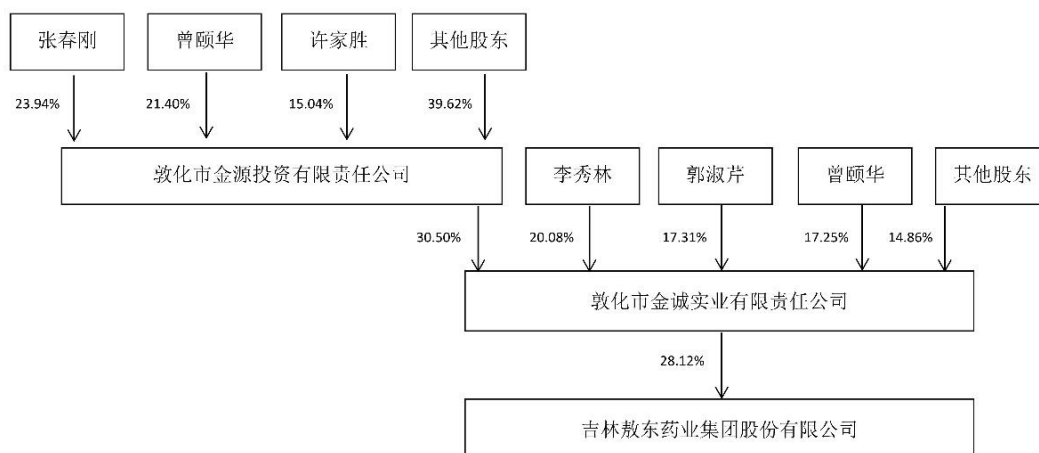 张春刚
曾颐华
许家胜
其他股东
23.94%
21.40%
15.04%
39.62%
敦化市金源投资有限责任公司
李秀林
郭淑芹
曾颐华
其他股东
30.50%
20.08%
17.31%
17.25%
14.86%
敦化市金诚实业有限责任公司
28.12%
吉林敖东药业集团股份有限公司